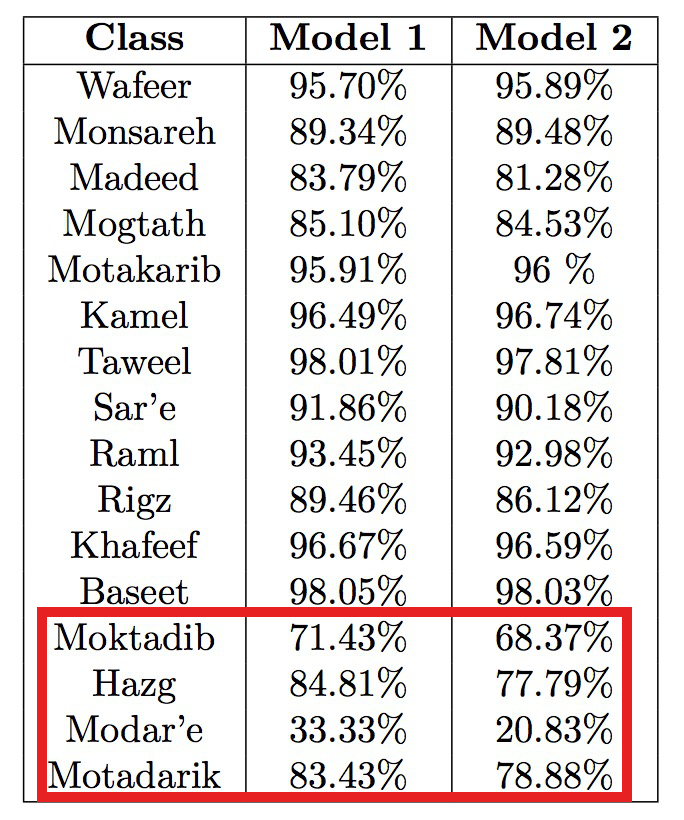 Class Model 1 Model 2
Wafeer 95.70% 95.89%
Monsareh 89.34% 89.48%
Madeed 83.79% 81.28%
Mogtath 85.10% 84.53%
Motakarib 95.91% 96 %
Kamel 96.49% 96.74%
Taweel 98.01% 97.81%
Sar’e 91.86% 90.18%
Raml 93.45% 92.98%
Rigz 89.46% 86.12%
Khafeef 96.67% 96.59%
Baseet 98.05% 98.03%
Moktadib 71.43% 68.37%
Hazg 84.81% 77.79%
Modar’e 33.33% 20.83%
Motadarik 83.43% 78.88%